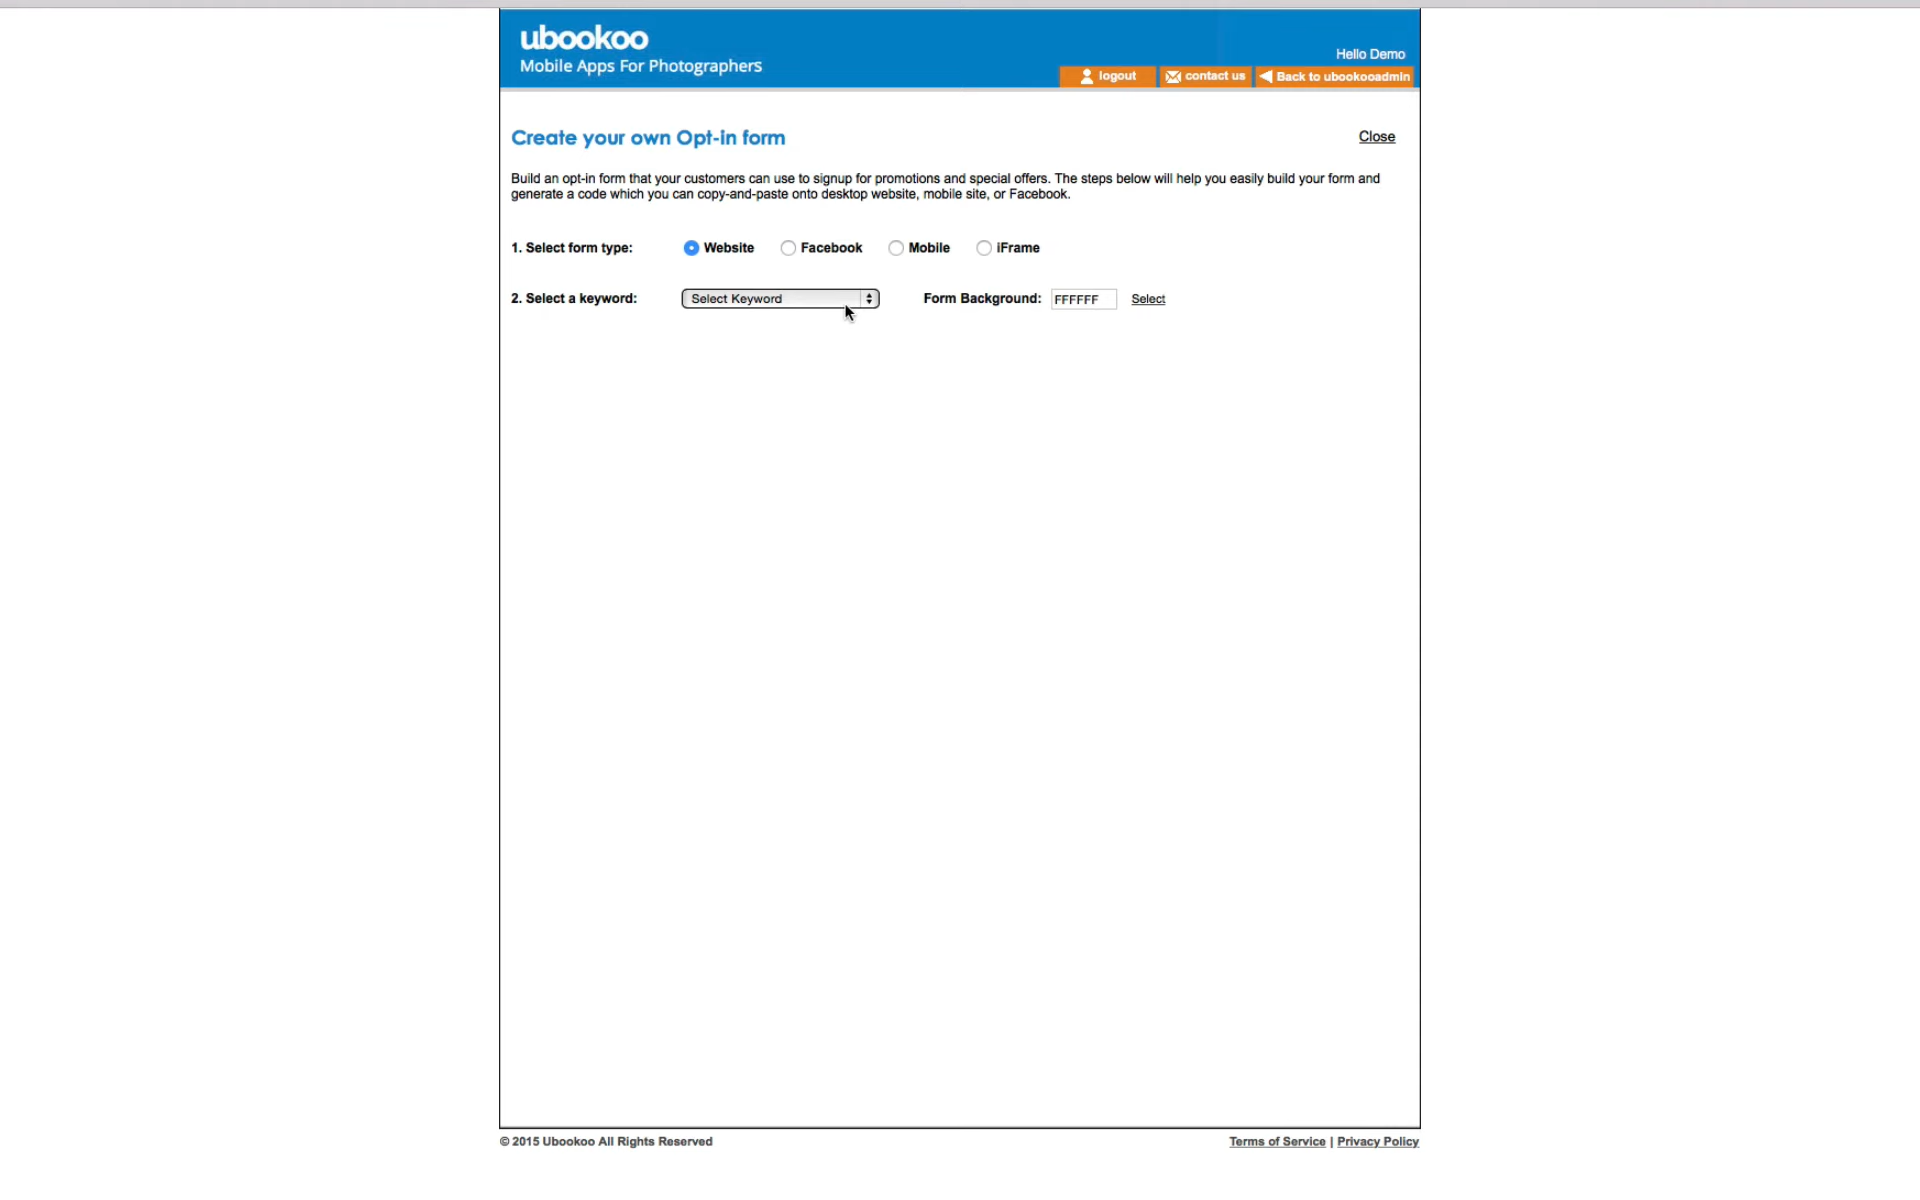 ubookoo
Mobile Apps For Photographers
Hello Demo
logout
contact us
Back to ubookooadmin
Create your own Opt-in form
Close
Build an opt-in form that your customers can use to signup for promotions and special offers. The steps below will help you easily build your form and
generate a code which you can copy-and-paste onto desktop website, mobile site, or Facebook.
1. Select form type: Website Facebook Mobile iFrame
2. Select a keyword: Select Keyword Form Background: FFFFFF Select
© 2015 Ubookoo All Rights Reserved
Terms of Service | Privacy Policy